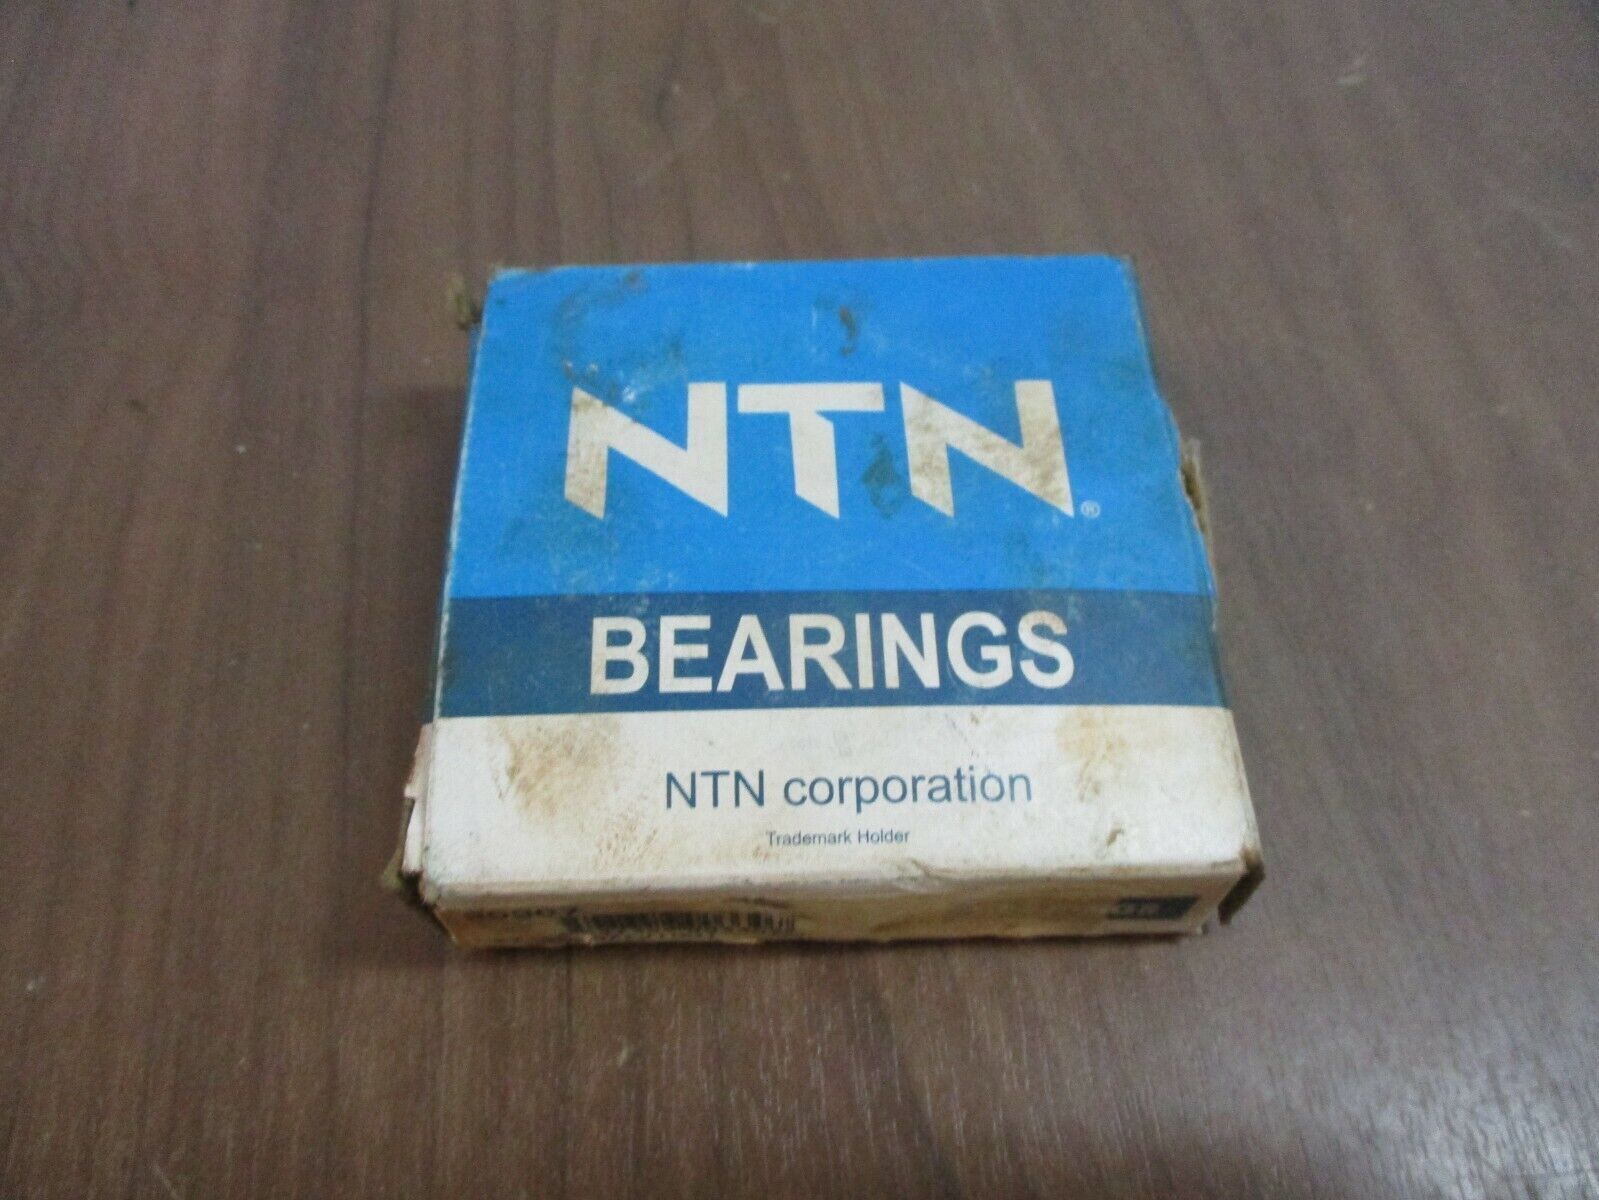 NTN®
BEARINGS
NTN corporation
Trademark Holder